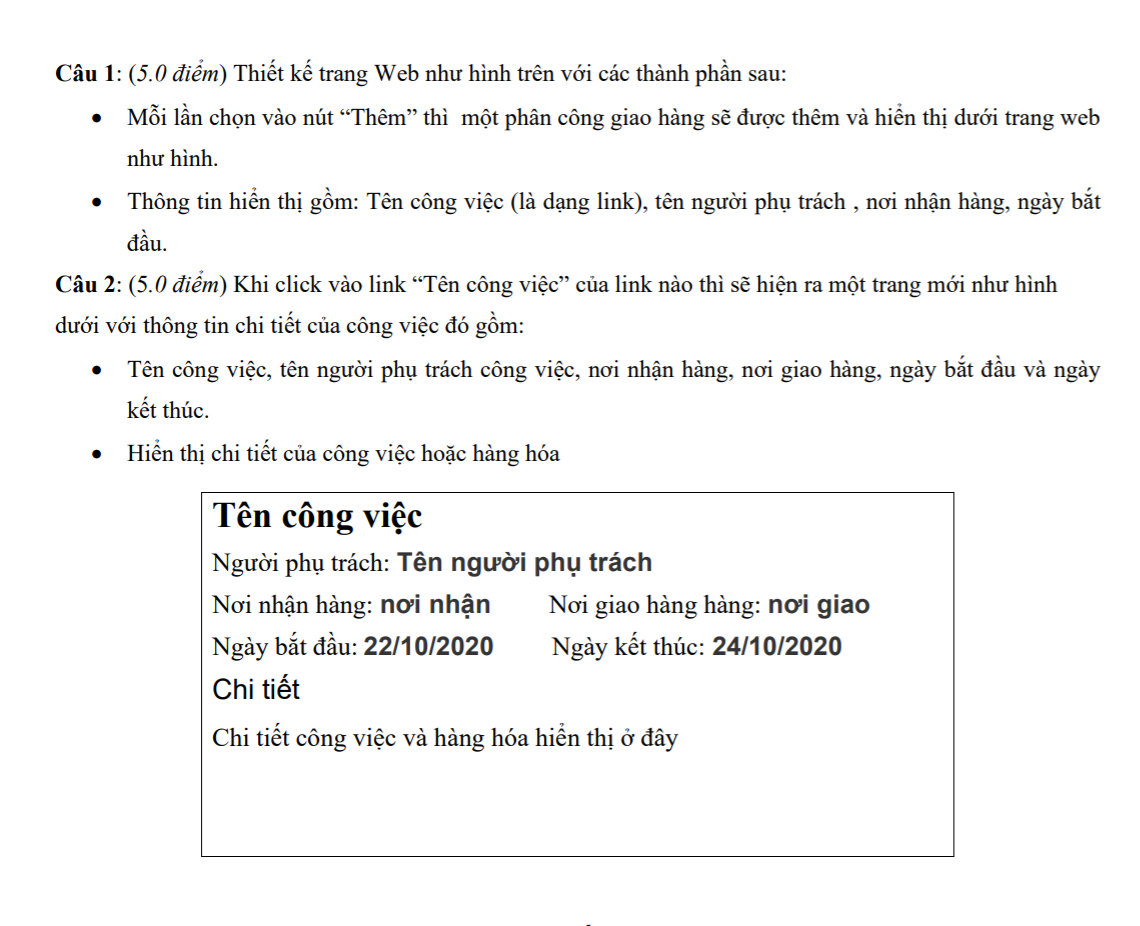 Câu 1: (5.0 điểm) Thiết kế trang Web như hình trên với các thành phần sau:
• Mỗi lần chọn vào nút “Thêm” thì một phân công giao hàng sẽ được thêm và hiển thị dưới trang web
như hình.
• Thông tin hiển thị gồm: Tên công việc (là dạng link), tên người phụ trách , nơi nhận hàng, ngày bắt
đầu.
Câu 2: (5.0 điểm) Khi click vào link “Tên công việc” của link nào thì sẽ hiện ra một trang mới như hình
dưới với thông tin chi tiết của công việc đó gồm:
• Tên công việc, tên người phụ trách công việc, nơi nhận hàng, nơi giao hàng, ngày bắt đầu và ngày
kết thúc.
• Hiển thị chi tiết của công việc hoặc hàng hóa
Tên công việc
Người phụ trách: Tên người phụ trách
Nơi nhận hàng: nơi nhận Nơi giao hàng hàng: nơi giao
Ngày bắt đầu: 22/10/2020 Ngày kết thúc: 24/10/2020
Chi tiết
Chi tiết công việc và hàng hóa hiển thị ở đây